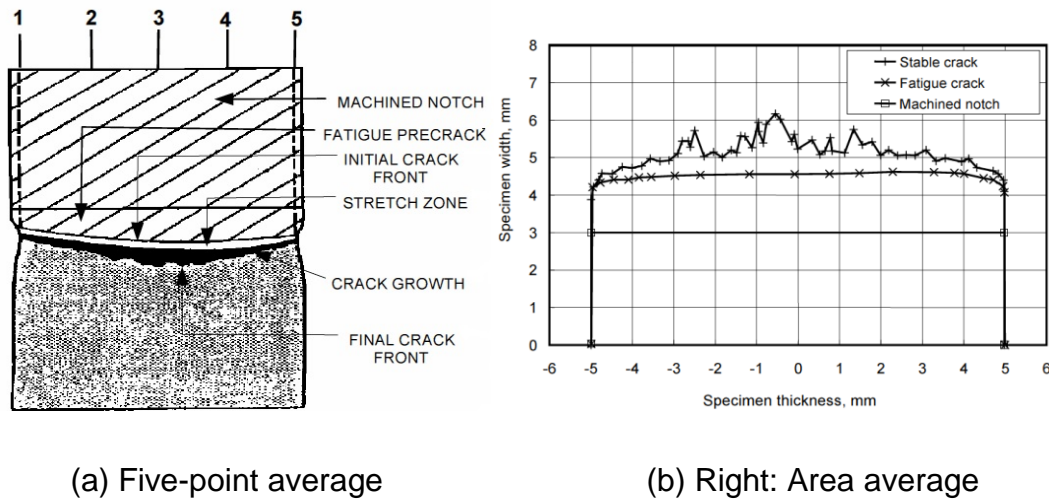 1 2 3 4 5
MACHINED NOTCH
FATIGUE PRECRACK
INITIAL CRACK
FRONT
STRETCH ZONE
CRACK GROWTH
FINAL CRACK
FRONT
(a) Five-point average
Specimen width, mm
8
7
6
5
4
3
2
1
0
Stable crack
Fatigue crack
Machined notch
-6 -5 -4 -3 -2 -1 0 1 2 3 4 5 6
Specimen thickness, mm
(b) Right: Area average